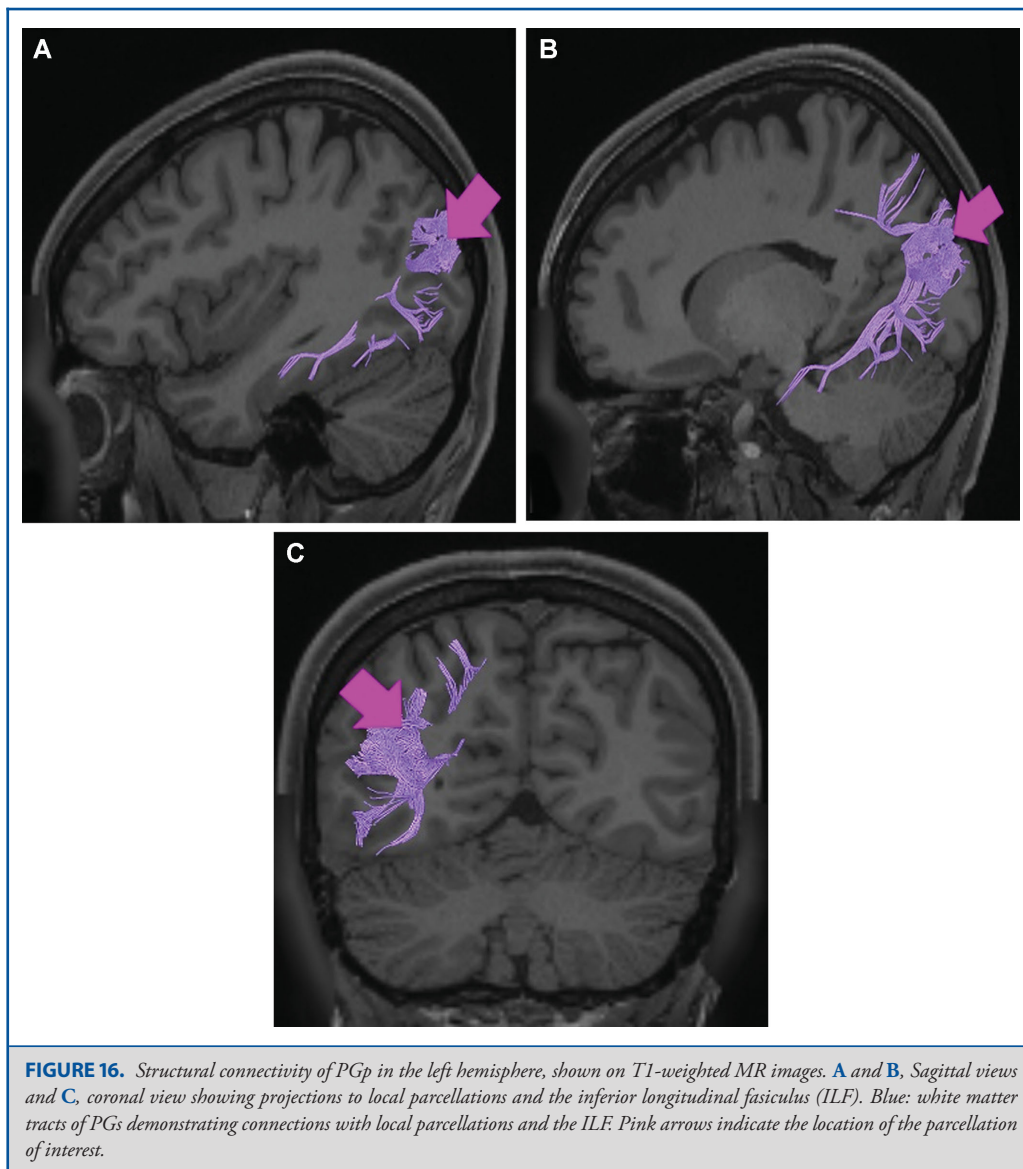 A
B
C
FIGURE 16. Structural connectivity of PGp in the left hemisphere, shown on T1-weighted MR images. A and B, Sagittal views
and C, coronal view showing projections to local parcellations and the inferior longitudinal fasiculus (ILF). Blue: white matter
tracts of PGs demonstrating connections with local parcellations and the ILF. Pink arrows indicate the location of the parcellation
of interest.